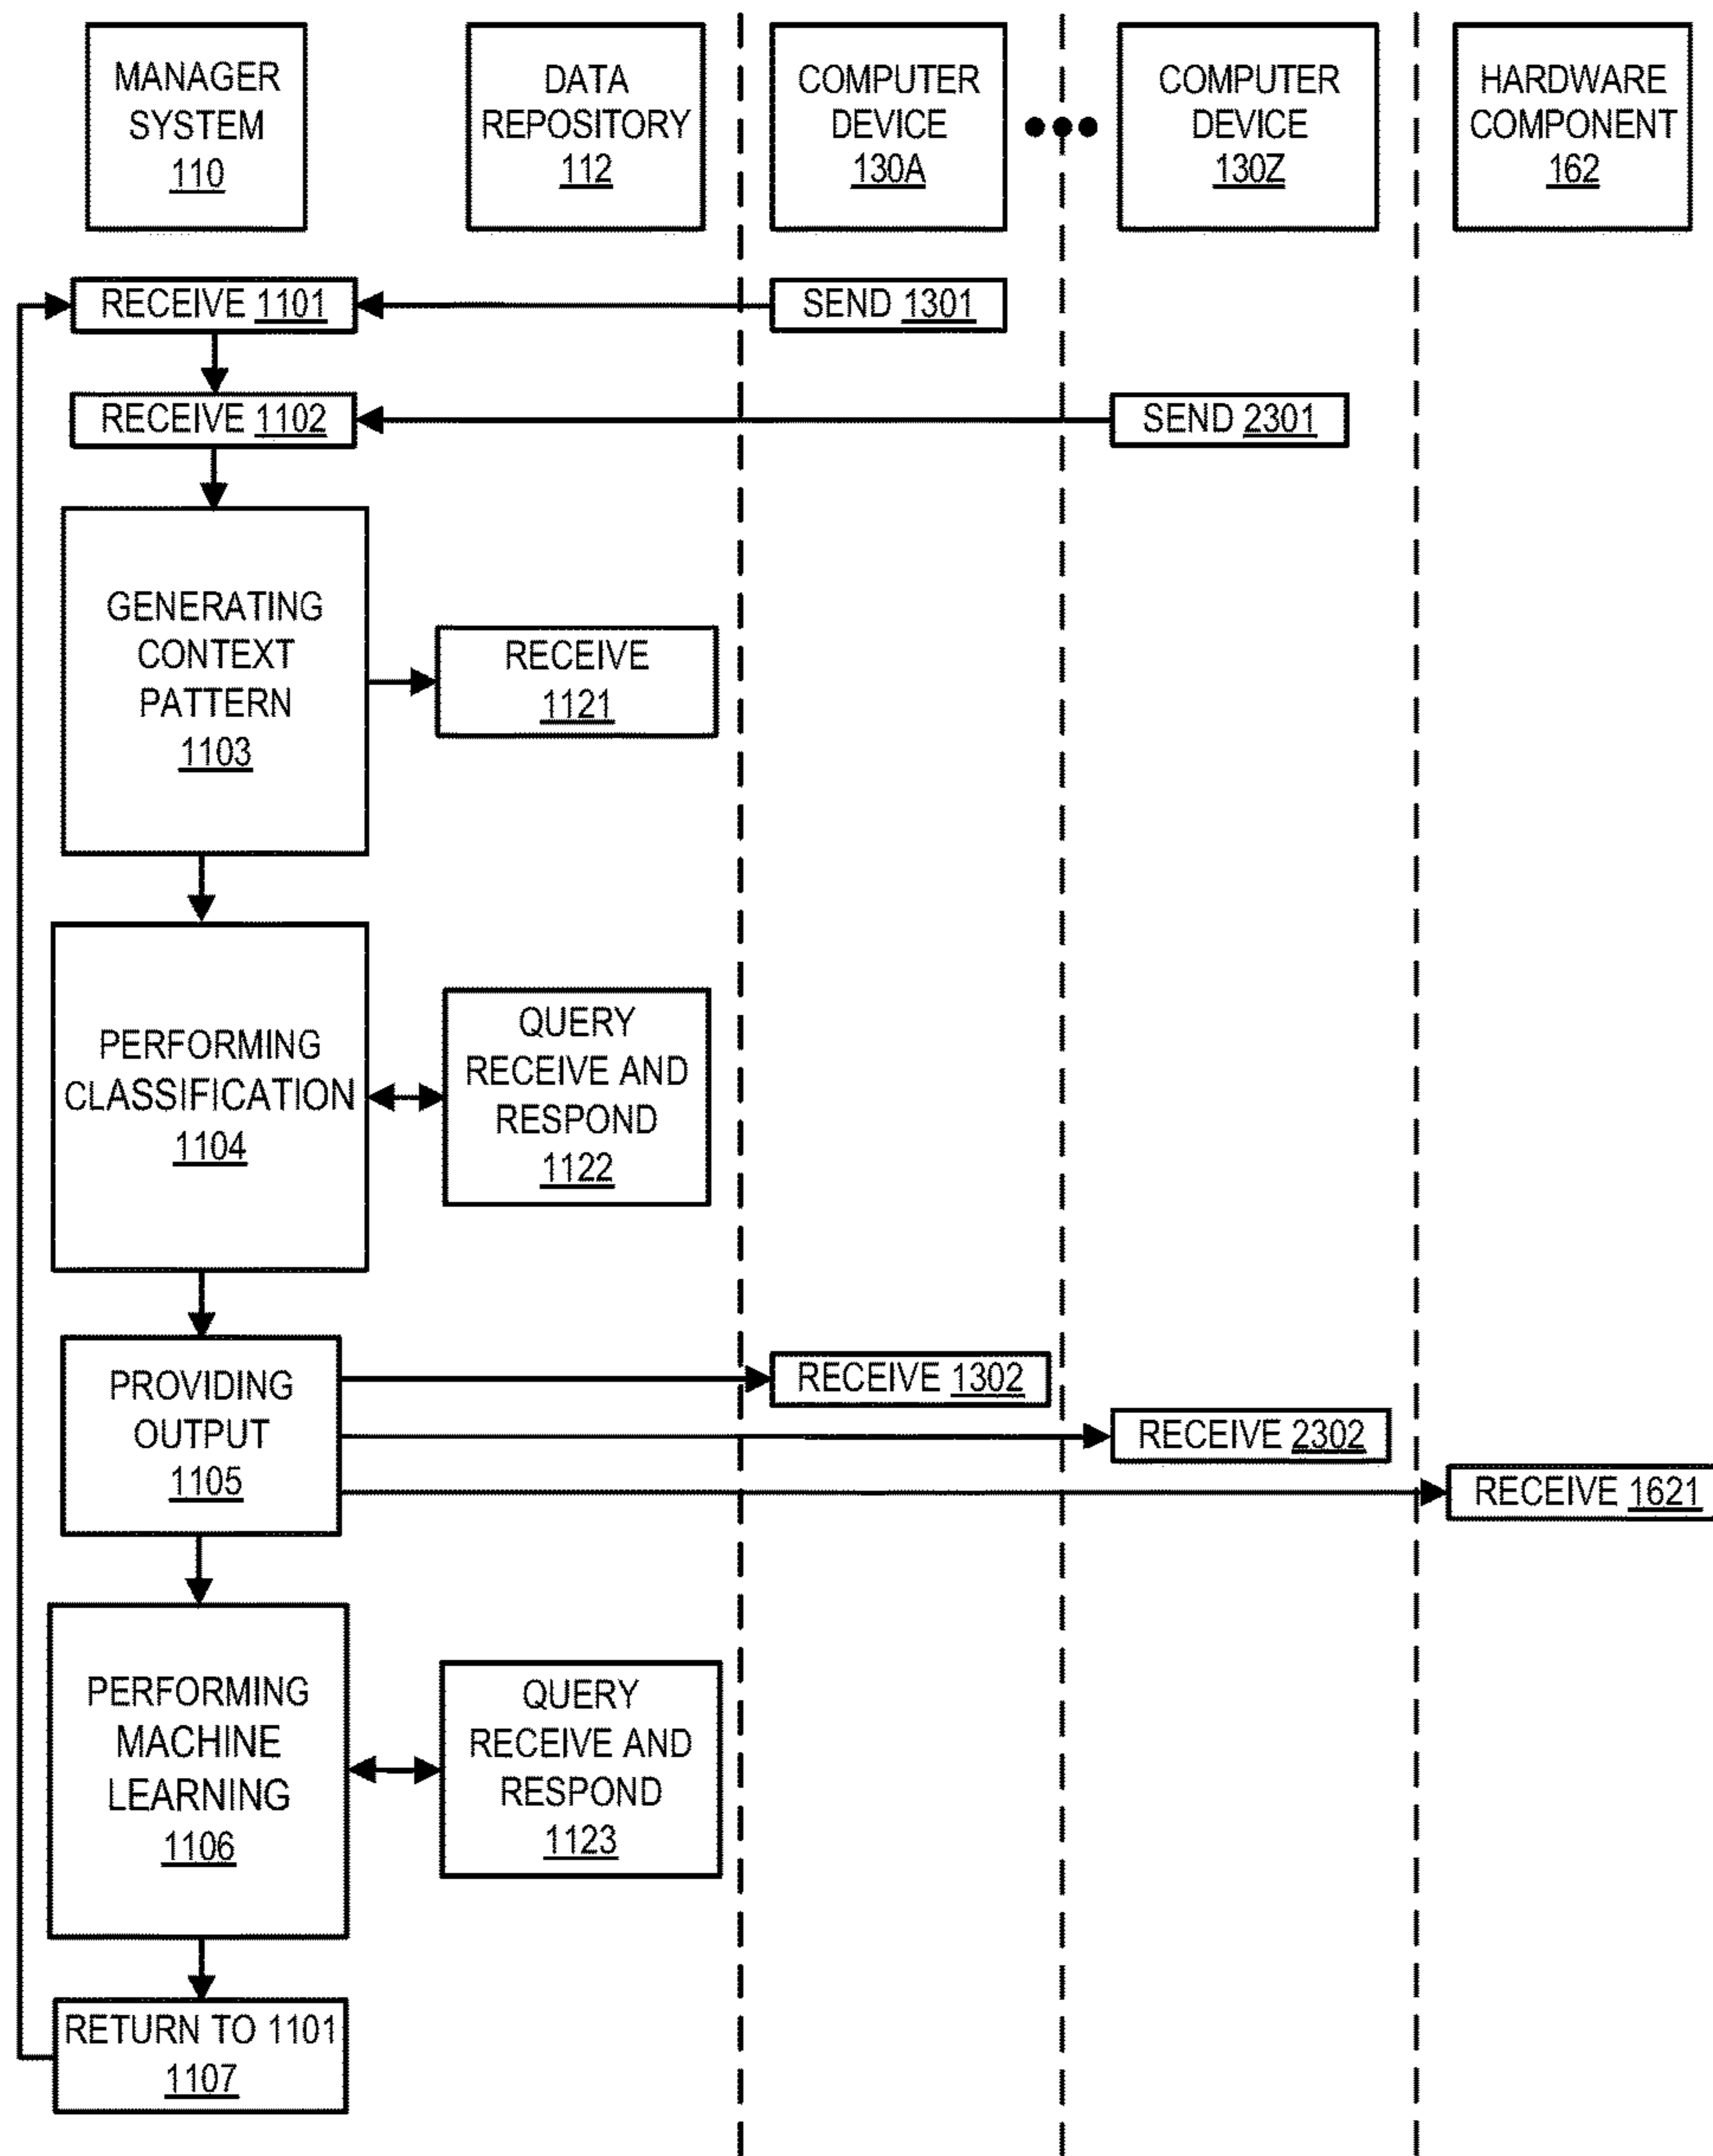 MANAGER
SYSTEM
110
DATA
REPOSITORY
112
COMPUTER
DEVICE
130A
COMPUTER
DEVICE
130Z
HARDWARE
COMPONENT
162
RECEIVE 1101
SEND 1301
RECEIVE 1102
SEND 2301
GENERATING
CONTEXT
PATTERN
1103
RECEIVE
1121
PERFORMING
CLASSIFICATION
1104
QUERY
RECEIVE AND
RESPOND
1122
PROVIDING
OUTPUT
1105
RECEIVE 1302
RECEIVE 2302
RECEIVE 1621
PERFORMING
MACHINE
LEARNING
1106
QUERY
RECEIVE AND
RESPOND
1123
RETURN TO 1101
1107